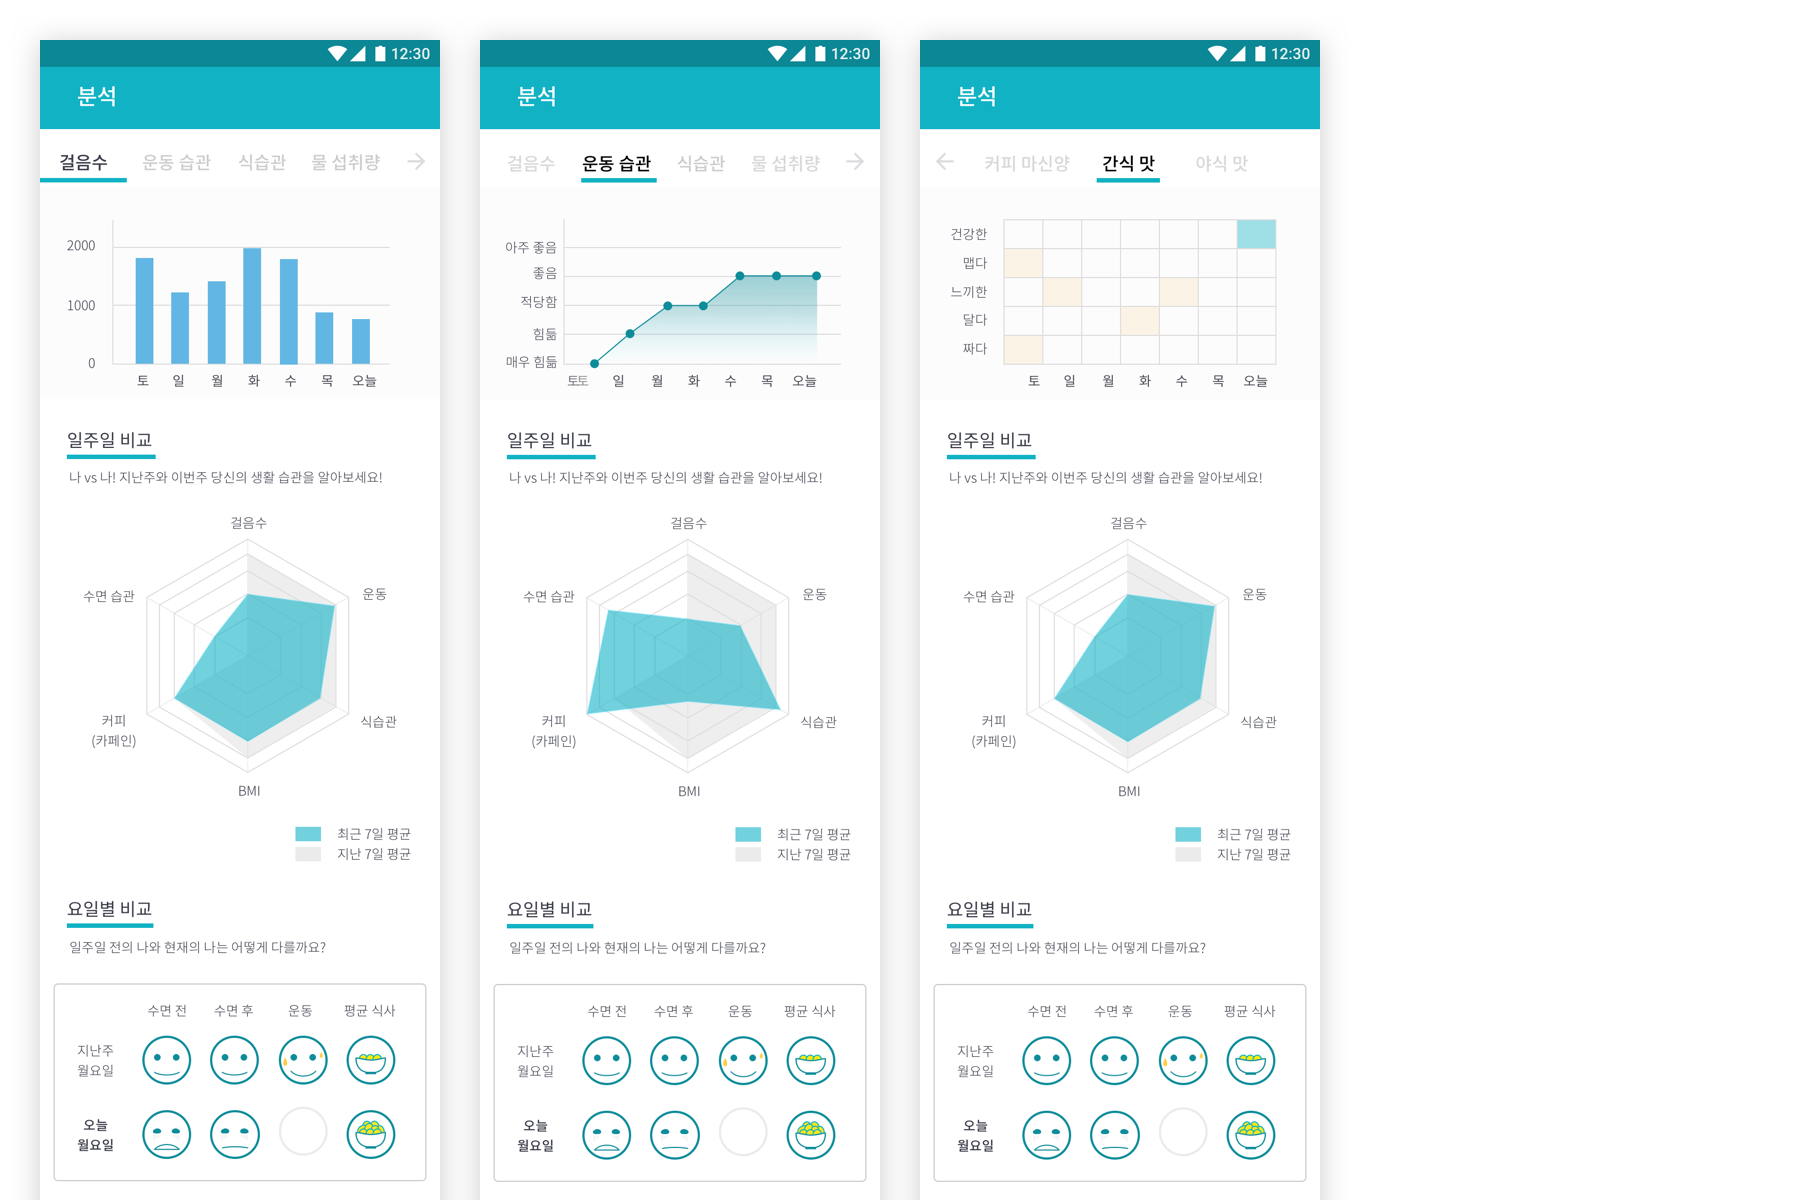 12:30
분석
걸음수 운동 습관 식습관 물 섭취량
2000
1000
0
토 일 월 화 수 목 오늘
일주일 비교
나 vs 나! 지난주와 이번주 당신의 생활 습관을 알아보세요!
걸음수
수면 습관 운동
커피 식습관
(카페인)
BMI
최근 7일 평균
지난 7일 평균
요일별 비교
일주일 전의 나와 현재의 나는 어떻게 다를까요?
수면 전 수면 후 운동 평균 식사
지난주
월요일
오늘
월요일
12:30
분석
걸음수 운동 습관 식습관 물 섭취량
아주 좋음
좋음
적당함
힘듦
매우 힘듦
토토 일 월 화 수 목 오늘
일주일 비교
나 vs 나! 지난주와 이번주 당신의 생활 습관을 알아보세요!
걸음수
수면 습관 운동
커피 식습관
(카페인)
BMI
최근 7일 평균
지난 7일 평균
요일별 비교
일주일 전의 나와 현재의 나는 어떻게 다를까요?
수면 전 수면 후 운동 평균 식사
지난주
월요일
오늘
월요일
12:30
분석
커피 마신양 간식 맛 야식 맛
건강한
맵다
느끼한
달다
짜다
토 일 월 화 수 목 오늘
일주일 비교
나 vs 나! 지난주와 이번주 당신의 생활 습관을 알아보세요!
걸음수
수면 습관 운동
커피 식습관
(카페인)
BMI
최근 7일 평균
지난 7일 평균
요일별 비교
일주일 전의 나와 현재의 나는 어떻게 다를까요?
수면 전 수면 후 운동 평균 식사
지난주
월요일
오늘
월요일